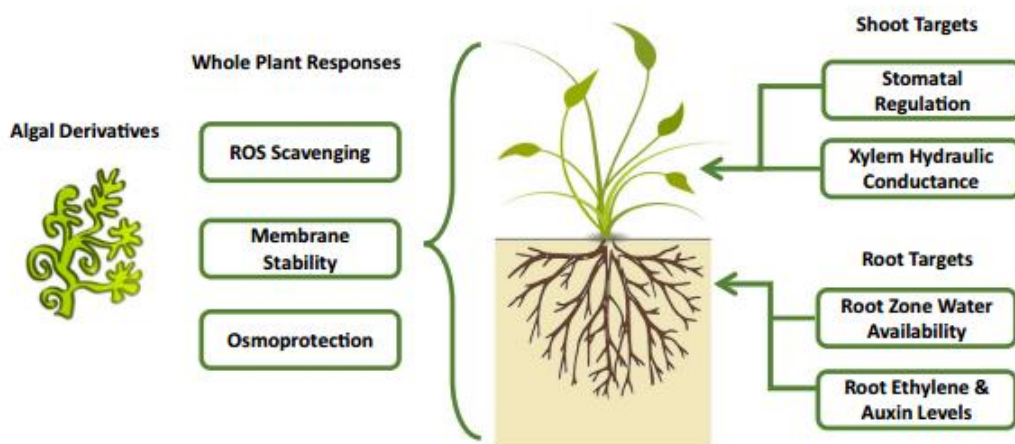 Algal Derivatives
Whole Plant Responses
ROS Scavenging
Membrane
Stability
Osmoprotection
Shoot Targets
Stomatal
Regulation
Xylem Hydraulic
Conductance
Root Targets
Root Zone Water
Availability
Root Ethylene &
Auxin Levels